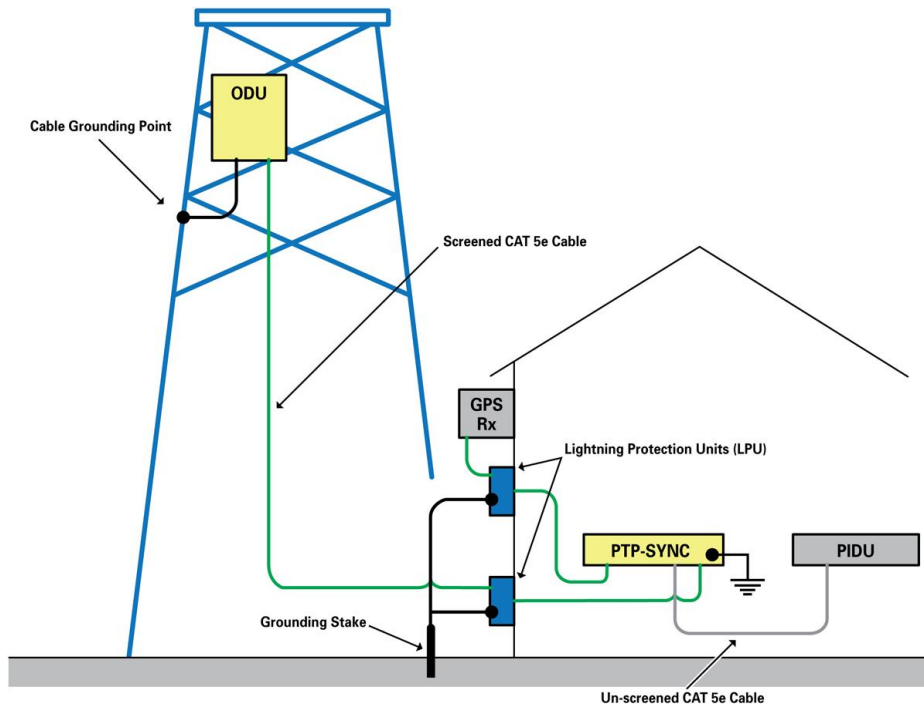 ODU
Cable Grounding Point
Screened CAT 5e Cable
GPS
Rx
Lightning Protection Units (LPU)
PTP-SYNC
PIDU
Grounding Stake
Un-screened CAT 5e Cable